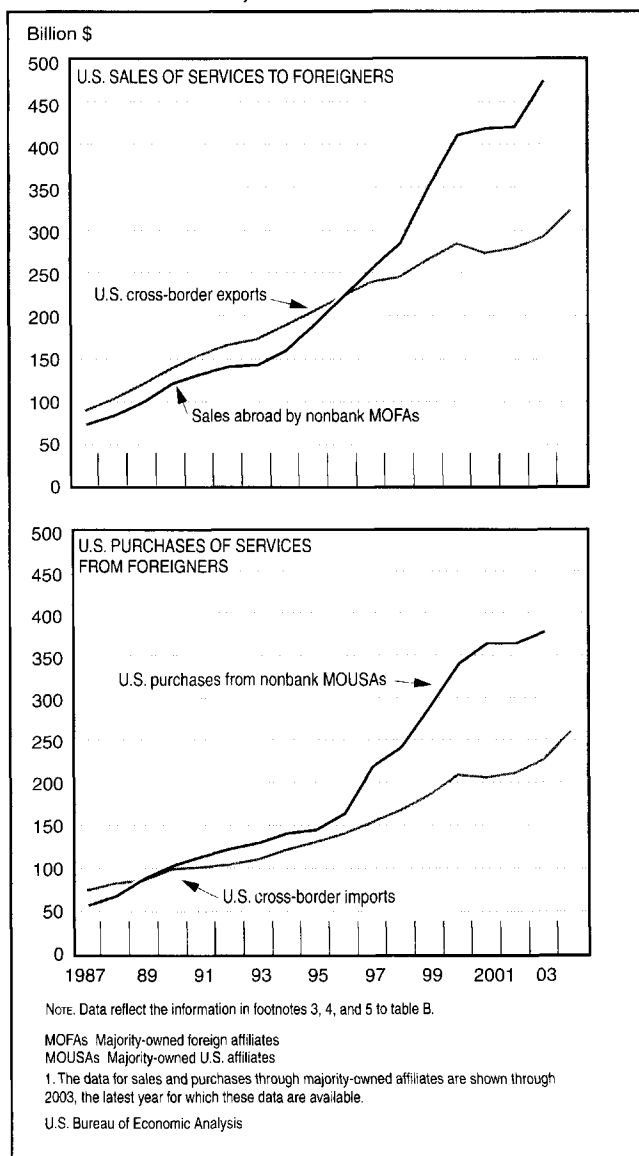 Billion $
500
450
400
350
300
250
200
150
100
50
0
U.S. SALES OF SERVICES TO FOREIGNERS
U.S. cross-border exports
Sales abroad by nonbank MOFAs
500
450
400
350
300
250
200
150
100
50
0
U.S. PURCHASES OF SERVICES
FROM FOREIGNERS
U.S. purchases from nonbank MOUSAs
U.S. cross-border imports
1987 89 91 93 95 97 99 2001 03
NOTE. Data reflect the information in footnotes 3, 4, and 5 to table B.
MOFAs Majority-owned foreign affiliates
MOUSAs Majority-owned U.S. affiliates
1. The data for sales and purchases through majority-owned affiliates are shown through
2003, the latest year for which these data are available.
U.S. Bureau of Economic Analysis